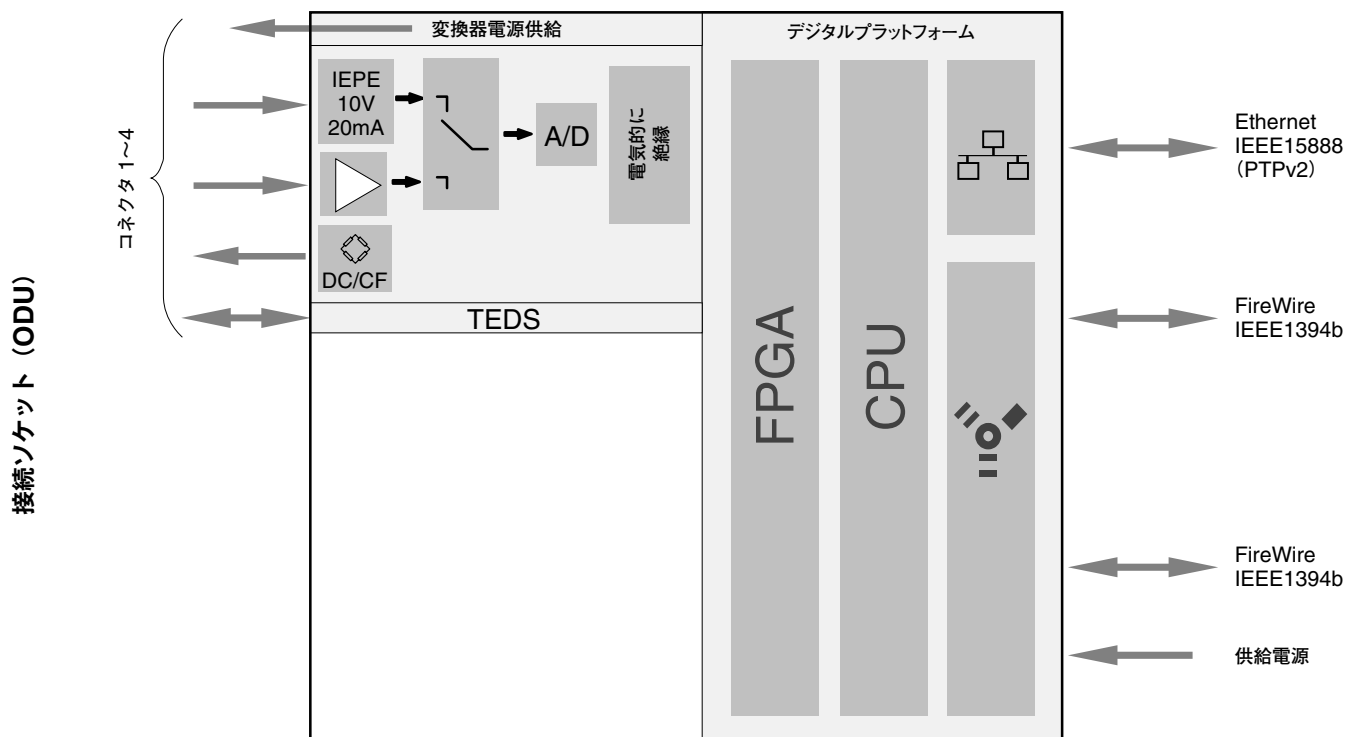 変換器電源供給
デジタルプラットフォーム
IEPE
10V
20mA
A/D
電気的に
絶縁
DC/CF
TEDS
コネクタ 1～4
接続ソケット（ODU）
FPGA
CPU
Ethernet
IEEE15888
（PTPv2）
FireWire
IEEE1394b
FireWire
IEEE1394b
供給電源